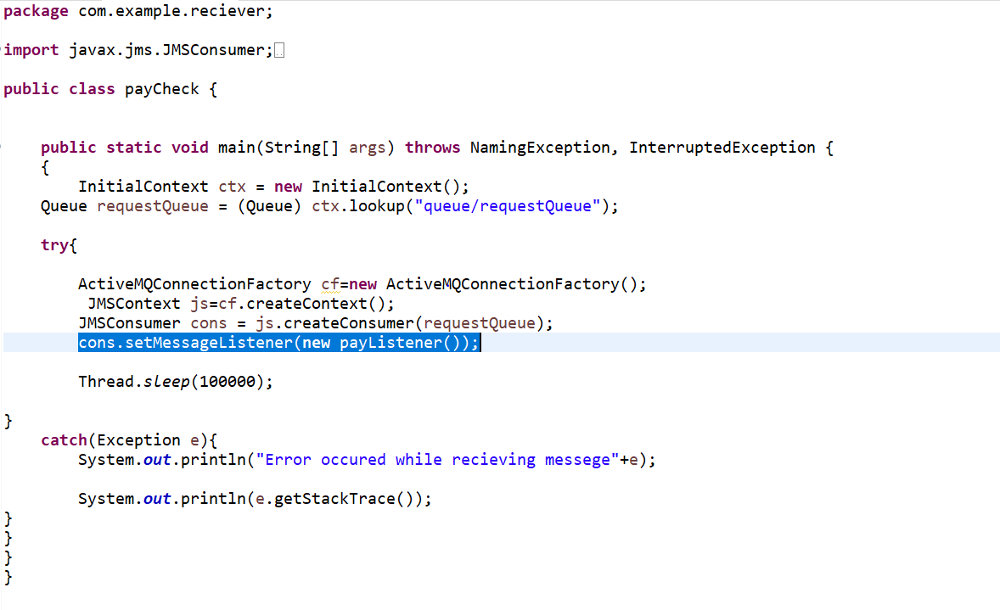 package com.example.reciever;
import javax.jms.JMSConsumer;
public class payCheck {
public static void main(String[] args) throws NamingException, InterruptedException {
{
InitialContext ctx = new InitialContext();
Queue requestQueue = (Queue) ctx.lookup("queue/requestQueue");
try{
ActiveMQConnectionFactory cf=new ActiveMQConnectionFactory();
JMSContext js=cf.createContext();
JMSConsumer cons = js.createConsumer(requestQueue);
cons.setMessageListener(new payListener());
Thread.sleep(100000);
}
catch(Exception e){
System.out.println("Error occured while recieving messege"+e);
System.out.println(e.getStackTrace());
}
}
}
}